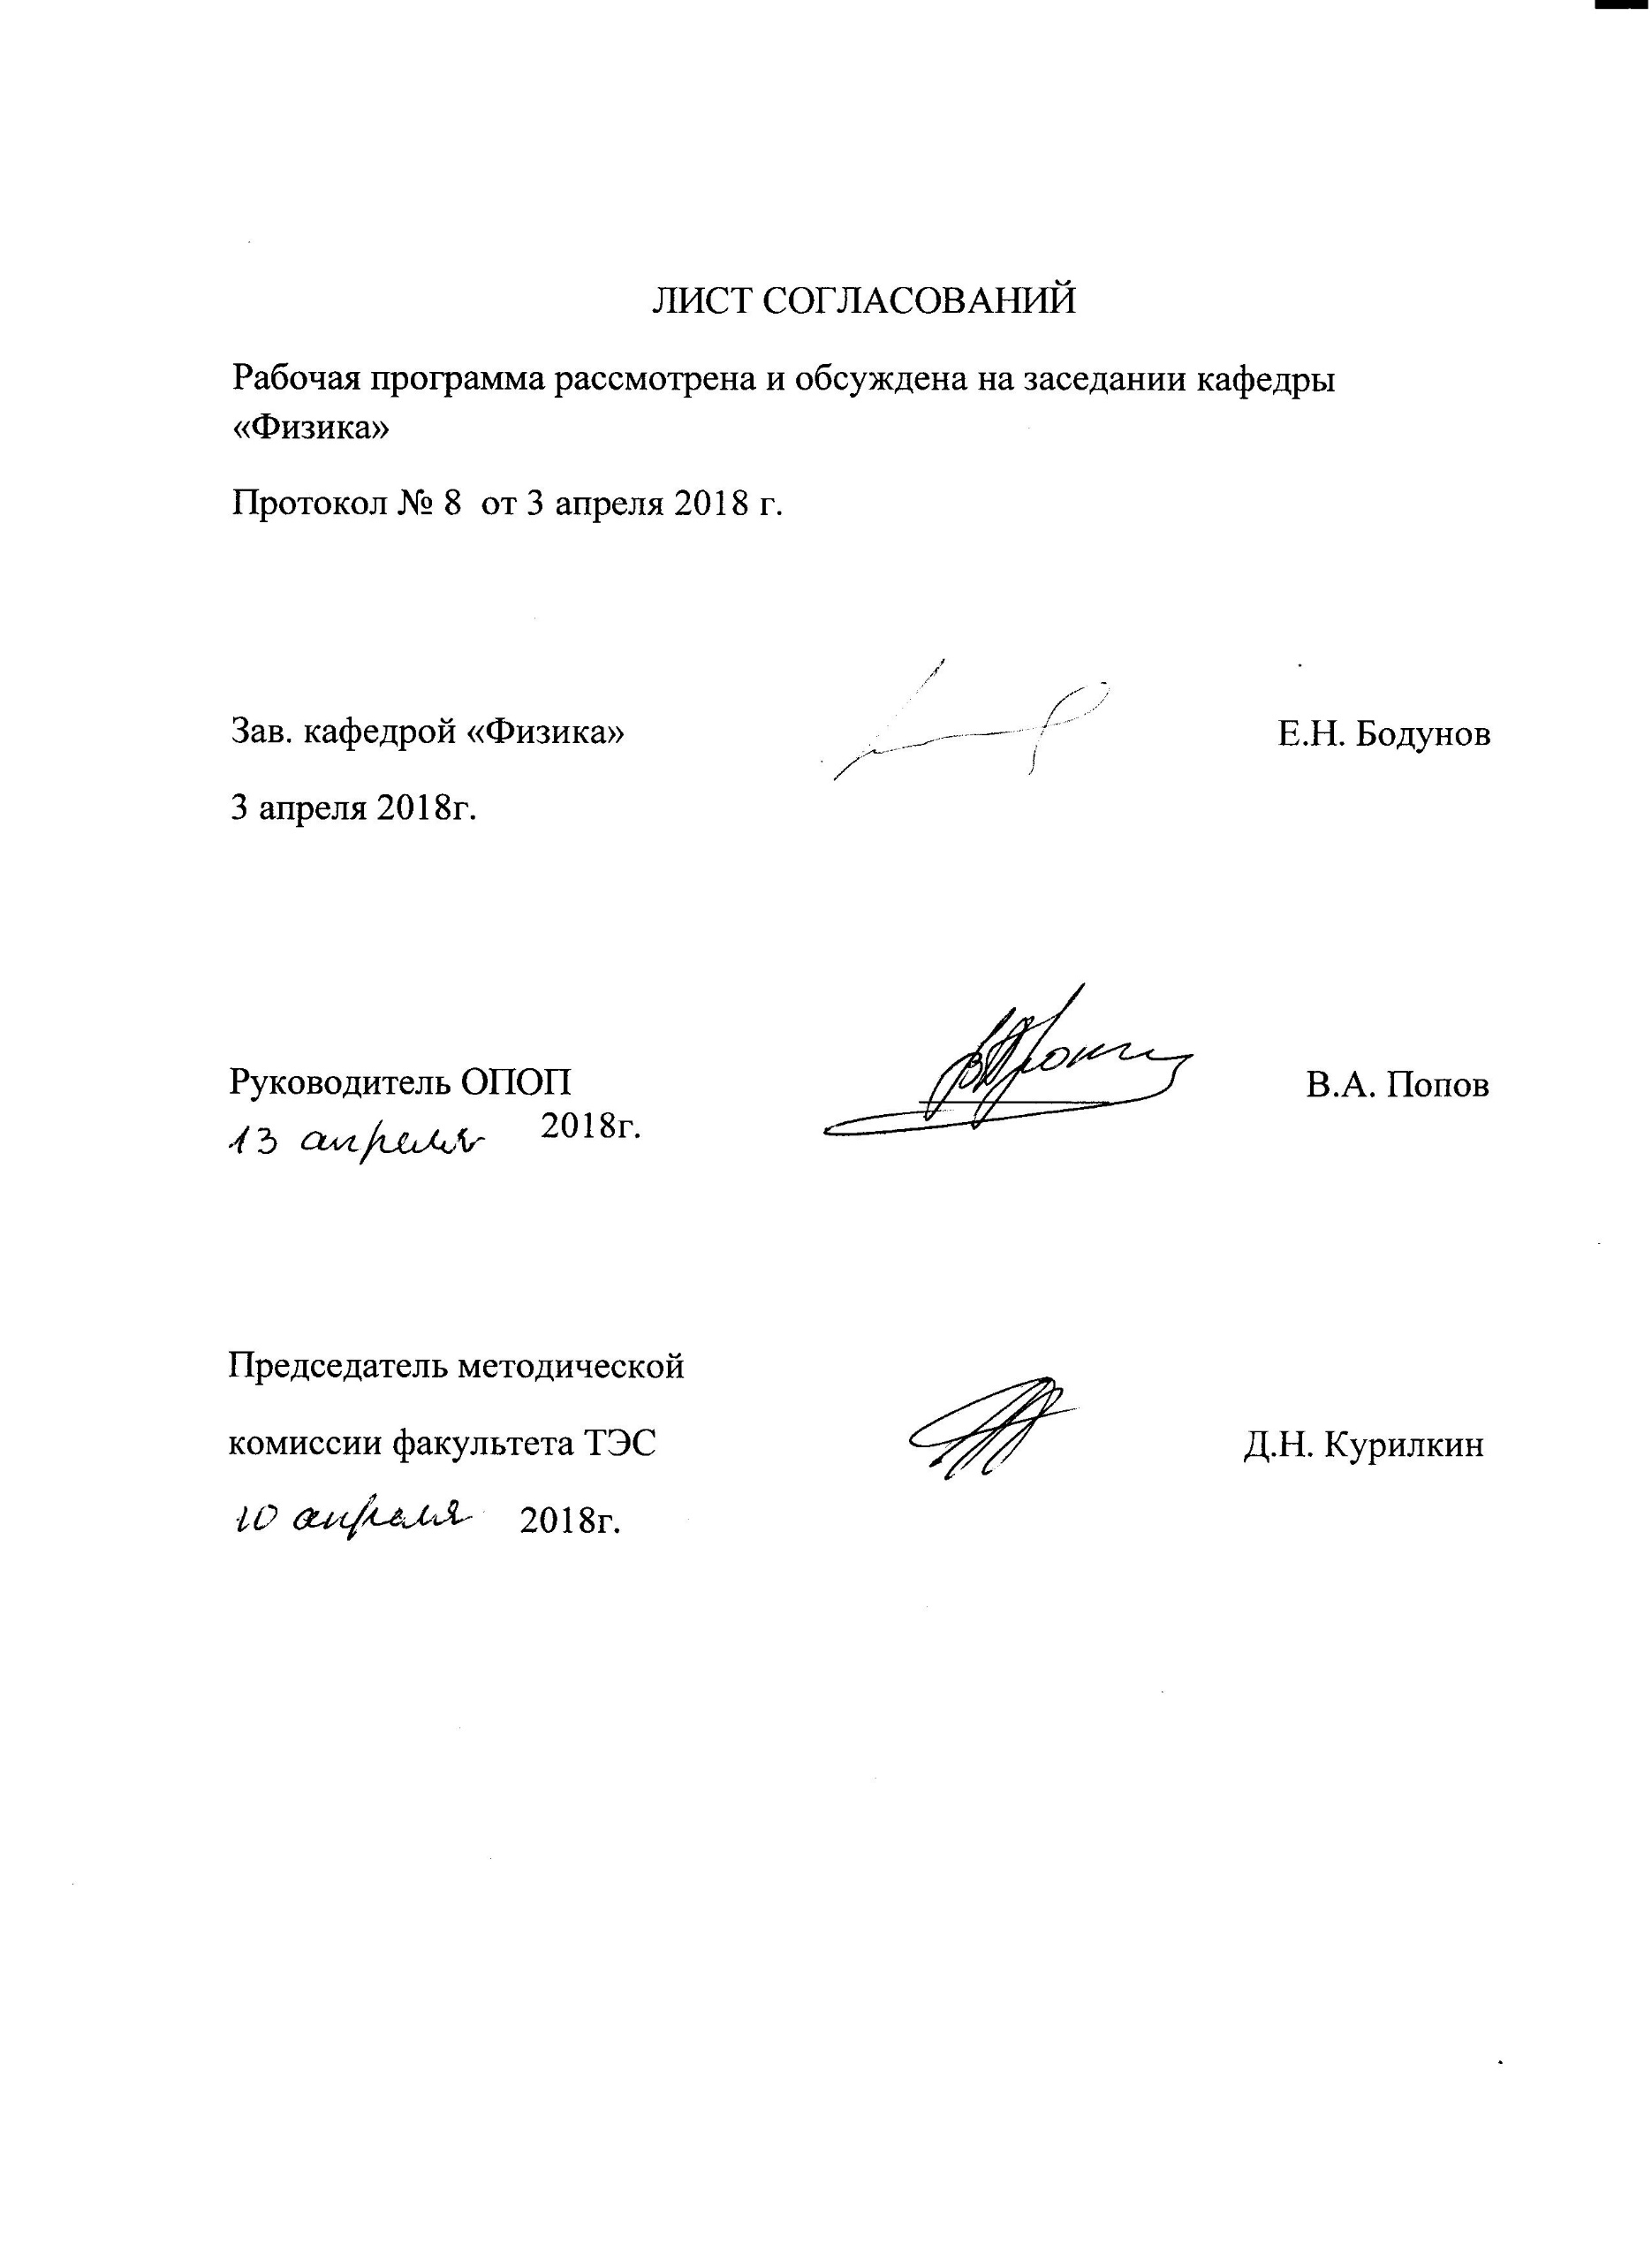 ЛИСТ СОГЛАСОВАНИЙ
Рабочая программа рассмотрена и обсуждена на заседании кафедры
«Физика»
Протокол № 8 от 3 апреля 2018 г.
Зав. кафедрой «Физика» Е.Н. Бодунов
3 апреля 2018г.
Руководитель ОПОП В.А. Попов
13 апреля 2018г.
Председатель методической
комиссии факультета ТЭС Д.Н. Курилкин
10 апреля 2018г.